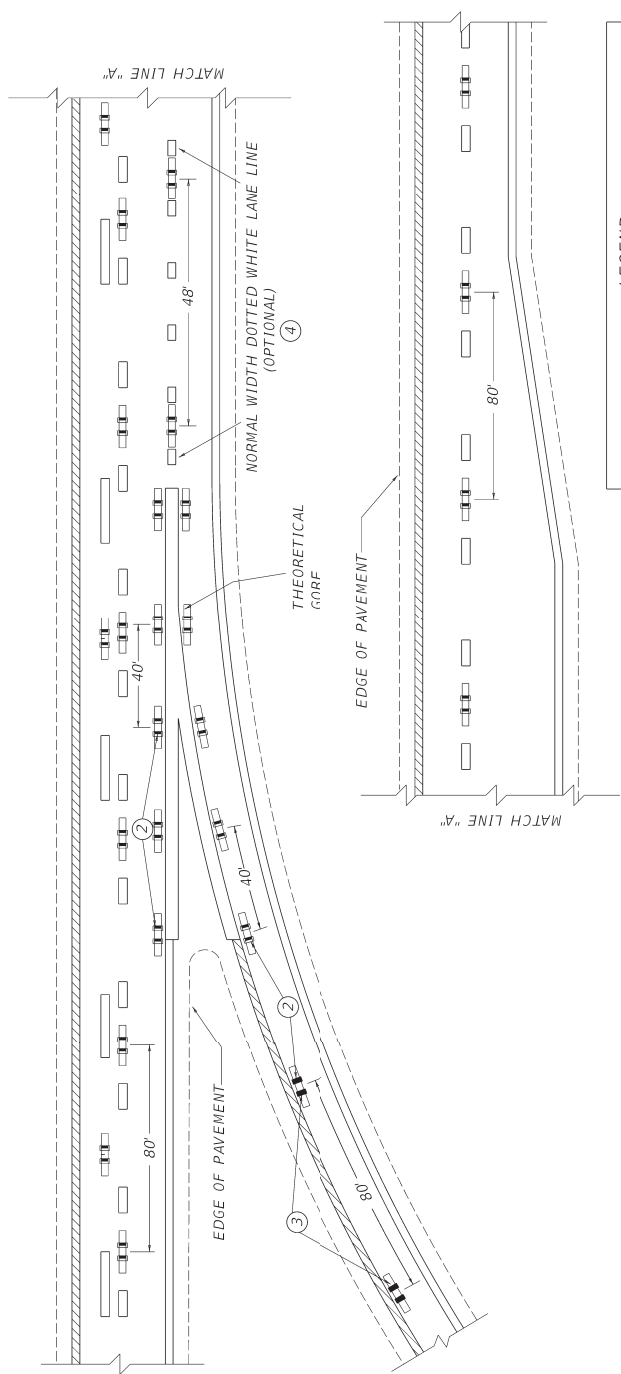 MATCH LINE "A"
48'
NORMAL WIDTH DOTTED WHITE LANE LINE
(OPTIONAL)
4
THEORETICAL
GORE
40'
2
40'
2
EDGE OF PAVEMENT
80'
3
80'
80'
EDGE OF PAVEMENT
MATCH LINE "A"